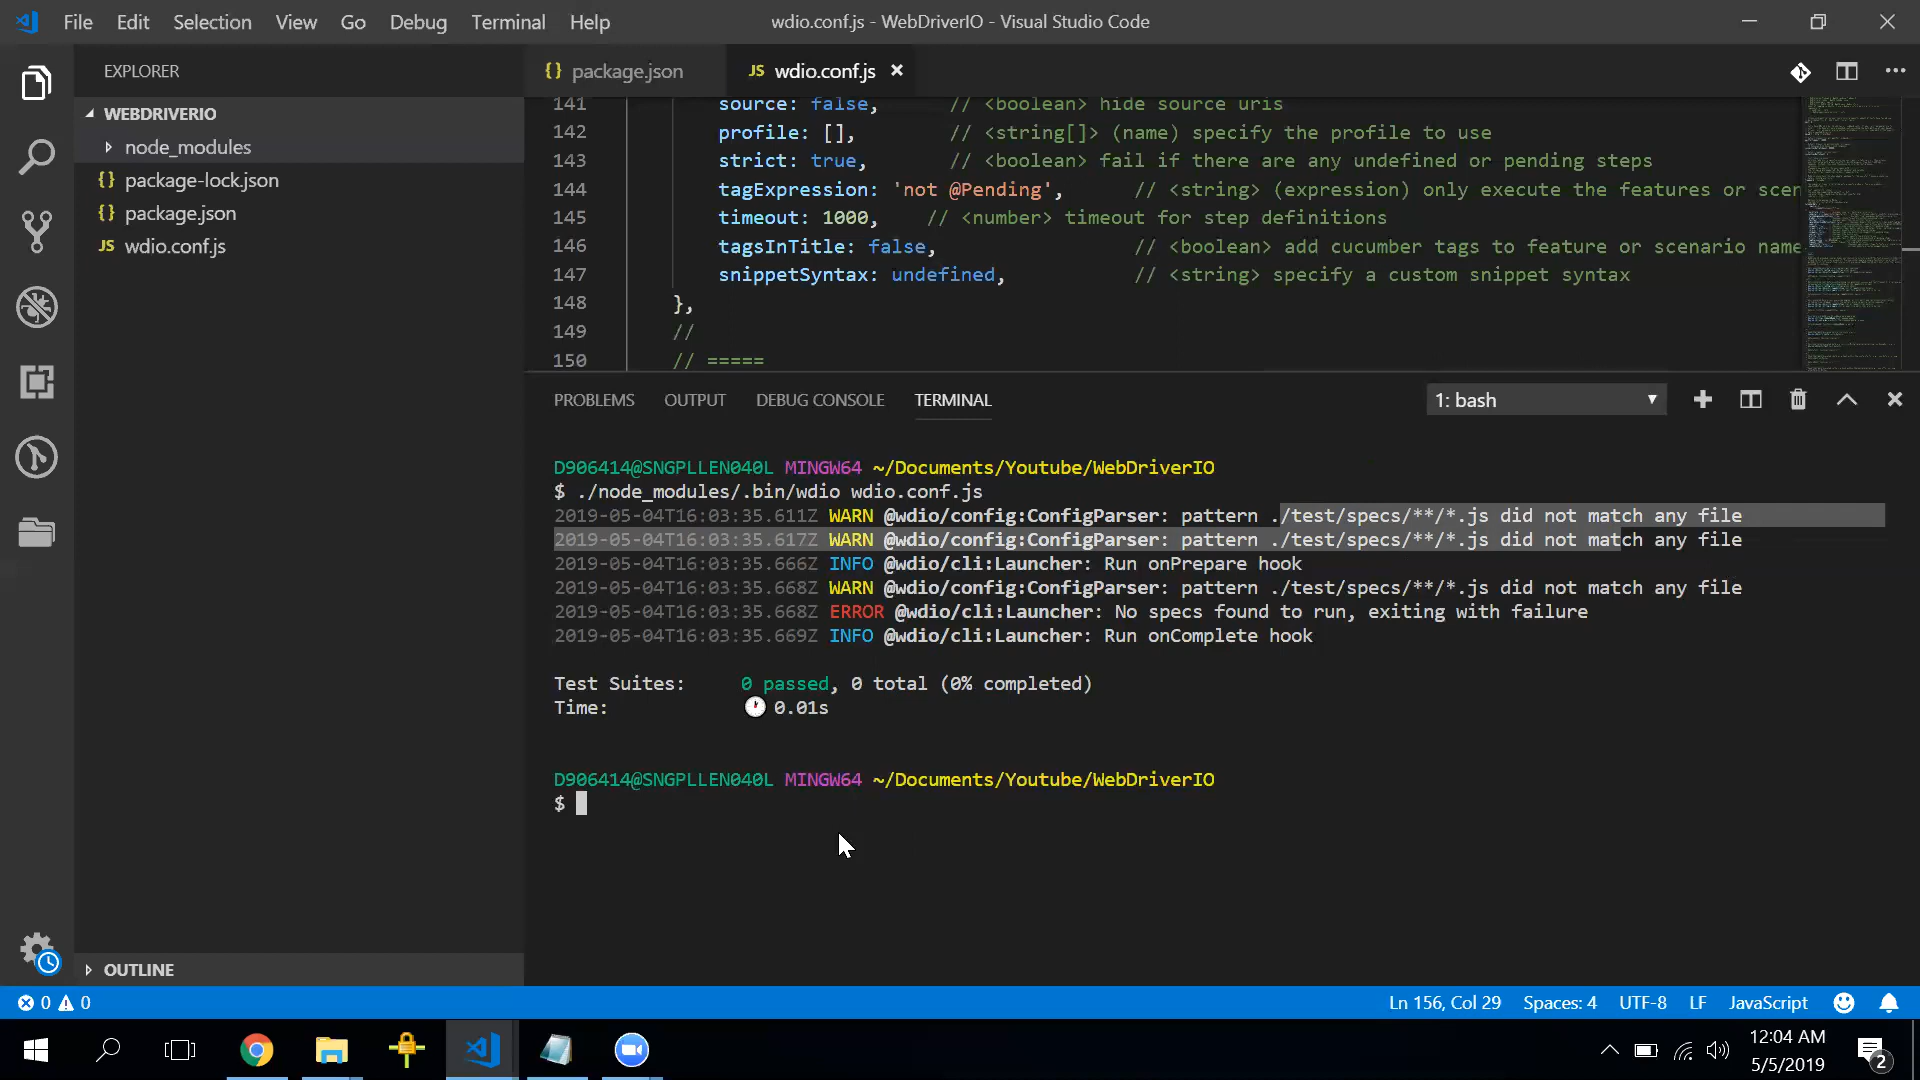 File Edit Selection View Go Debug Terminal Help
wdio.conf.js - WebDriverIO - Visual Studio Code
EXPLORER
WEBDRIVERIO
node_modules
{} package-lock.json
{} package.json
JS wdio.conf.js
OUTLINE
{} package.json
JS wdio.conf.js ×
141 source: false, // <boolean> hide source uris
142 profile: [], // <string[]> (name) specify the profile to use
143 strict: true, // <boolean> fail if there are any undefined or pending steps
144 tagExpression: 'not @Pending', // <string> (expression) only execute the features or scen
145 timeout: 1000, // <number> timeout for step definitions
146 tagsInTitle: false, // <boolean> add cucumber tags to feature or scenario name
147 snippetSyntax: undefined, // <string> specify a custom snippet syntax
148 },
149 //
150 // =====
PROBLEMS OUTPUT DEBUG CONSOLE TERMINAL
1: bash
D906414@SNGPLLEN040L MINGW64 ~/Documents/Youtube/WebDriverIO
$ ./node_modules/.bin/wdio wdio.conf.js
2019-05-04T16:03:35.611Z WARN @wdio/config:ConfigParser: pattern ./test/specs/**/*.js did not match any file
2019-05-04T16:03:35.617Z WARN @wdio/config:ConfigParser: pattern ./test/specs/**/*.js did not match any file
2019-05-04T16:03:35.666Z INFO @wdio/cli:Launcher: Run onPrepare hook
2019-05-04T16:03:35.668Z WARN @wdio/config:ConfigParser: pattern ./test/specs/**/*.js did not match any file
2019-05-04T16:03:35.668Z ERROR @wdio/cli:Launcher: No specs found to run, exiting with failure
2019-05-04T16:03:35.669Z INFO @wdio/cli:Launcher: Run onComplete hook
Test Suites: 0 passed, 0 total (0% completed)
Time: 0.01s
D906414@SNGPLLEN040L MINGW64 ~/Documents/Youtube/WebDriverIO
$
0 0
Ln 156, Col 29 Spaces: 4 UTF-8 LF JavaScript
12:04 AM
5/5/2019
2